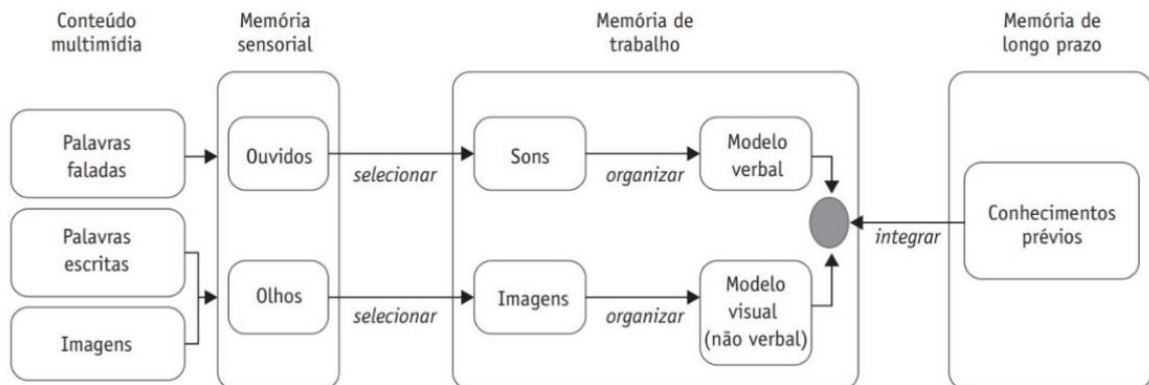 Conteúdo
multimídia
Memória
sensorial
Memória de
trabalho
Memória de
longo prazo
Palavras
faladas
Palavras
escritas
Imagens
Ouvidos
Olhos
selecionar
selecionar
Sons
Imagens
organizar
organizar
Modelo
verbal
Modelo
visual
(não verbal)
integrar
Conhecimentos
prévios